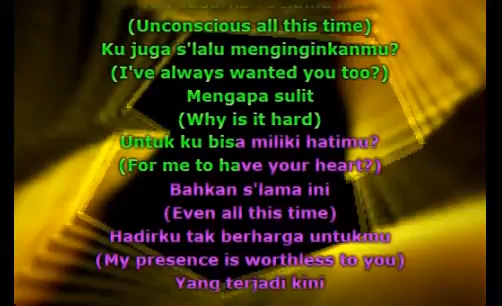 (Unconscious all this time)
Ku juga s'lalu menginginkanmu?
(I've always wanted you too?)
Mengapa sulit
(Why is it hard)
Untuk ku bisa miliki hatimu?
(For me to have your heart?)
Bahkan s'lama ini
(Even all this time)
Hadirku tak berharga untukmu
(My presence is worthless to you)
Yang terjadi kini